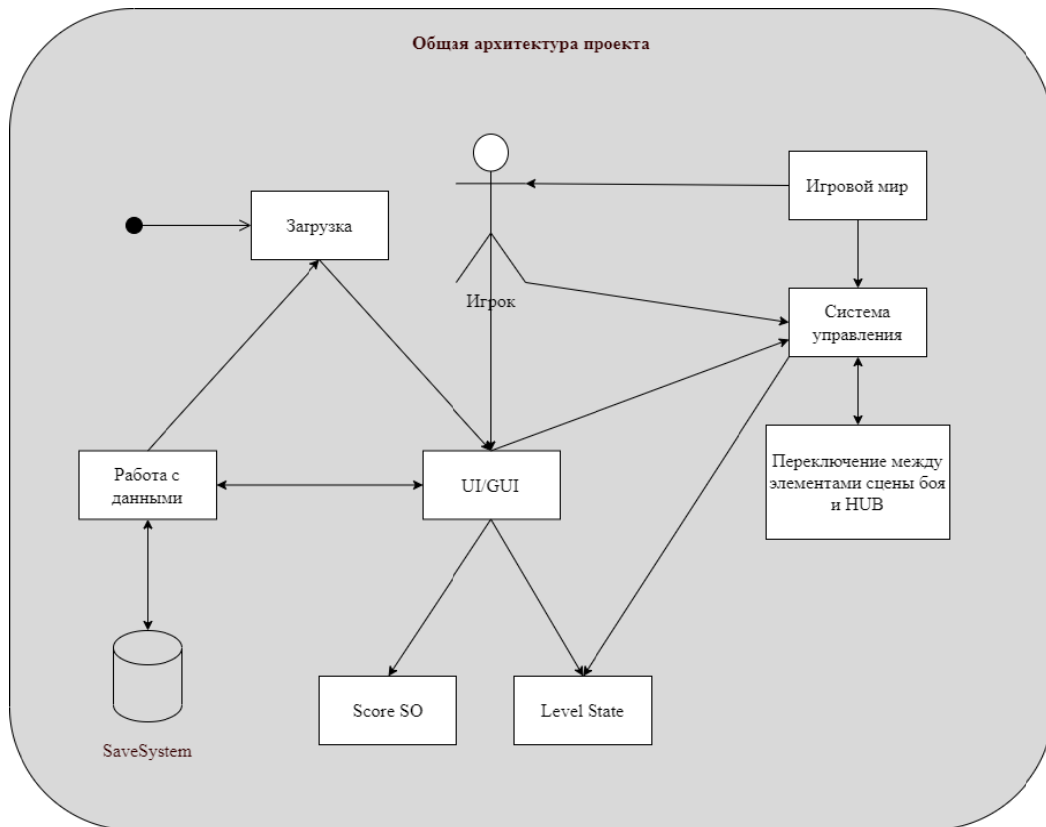 Общая архитектура проекта
Игровой мир
Загрузка
Игрок
Система
управления
Работа с
данными
UI/GUI
Переключение между
элементами сцены боя
и HUB
Score SO
Level State
SaveSystem